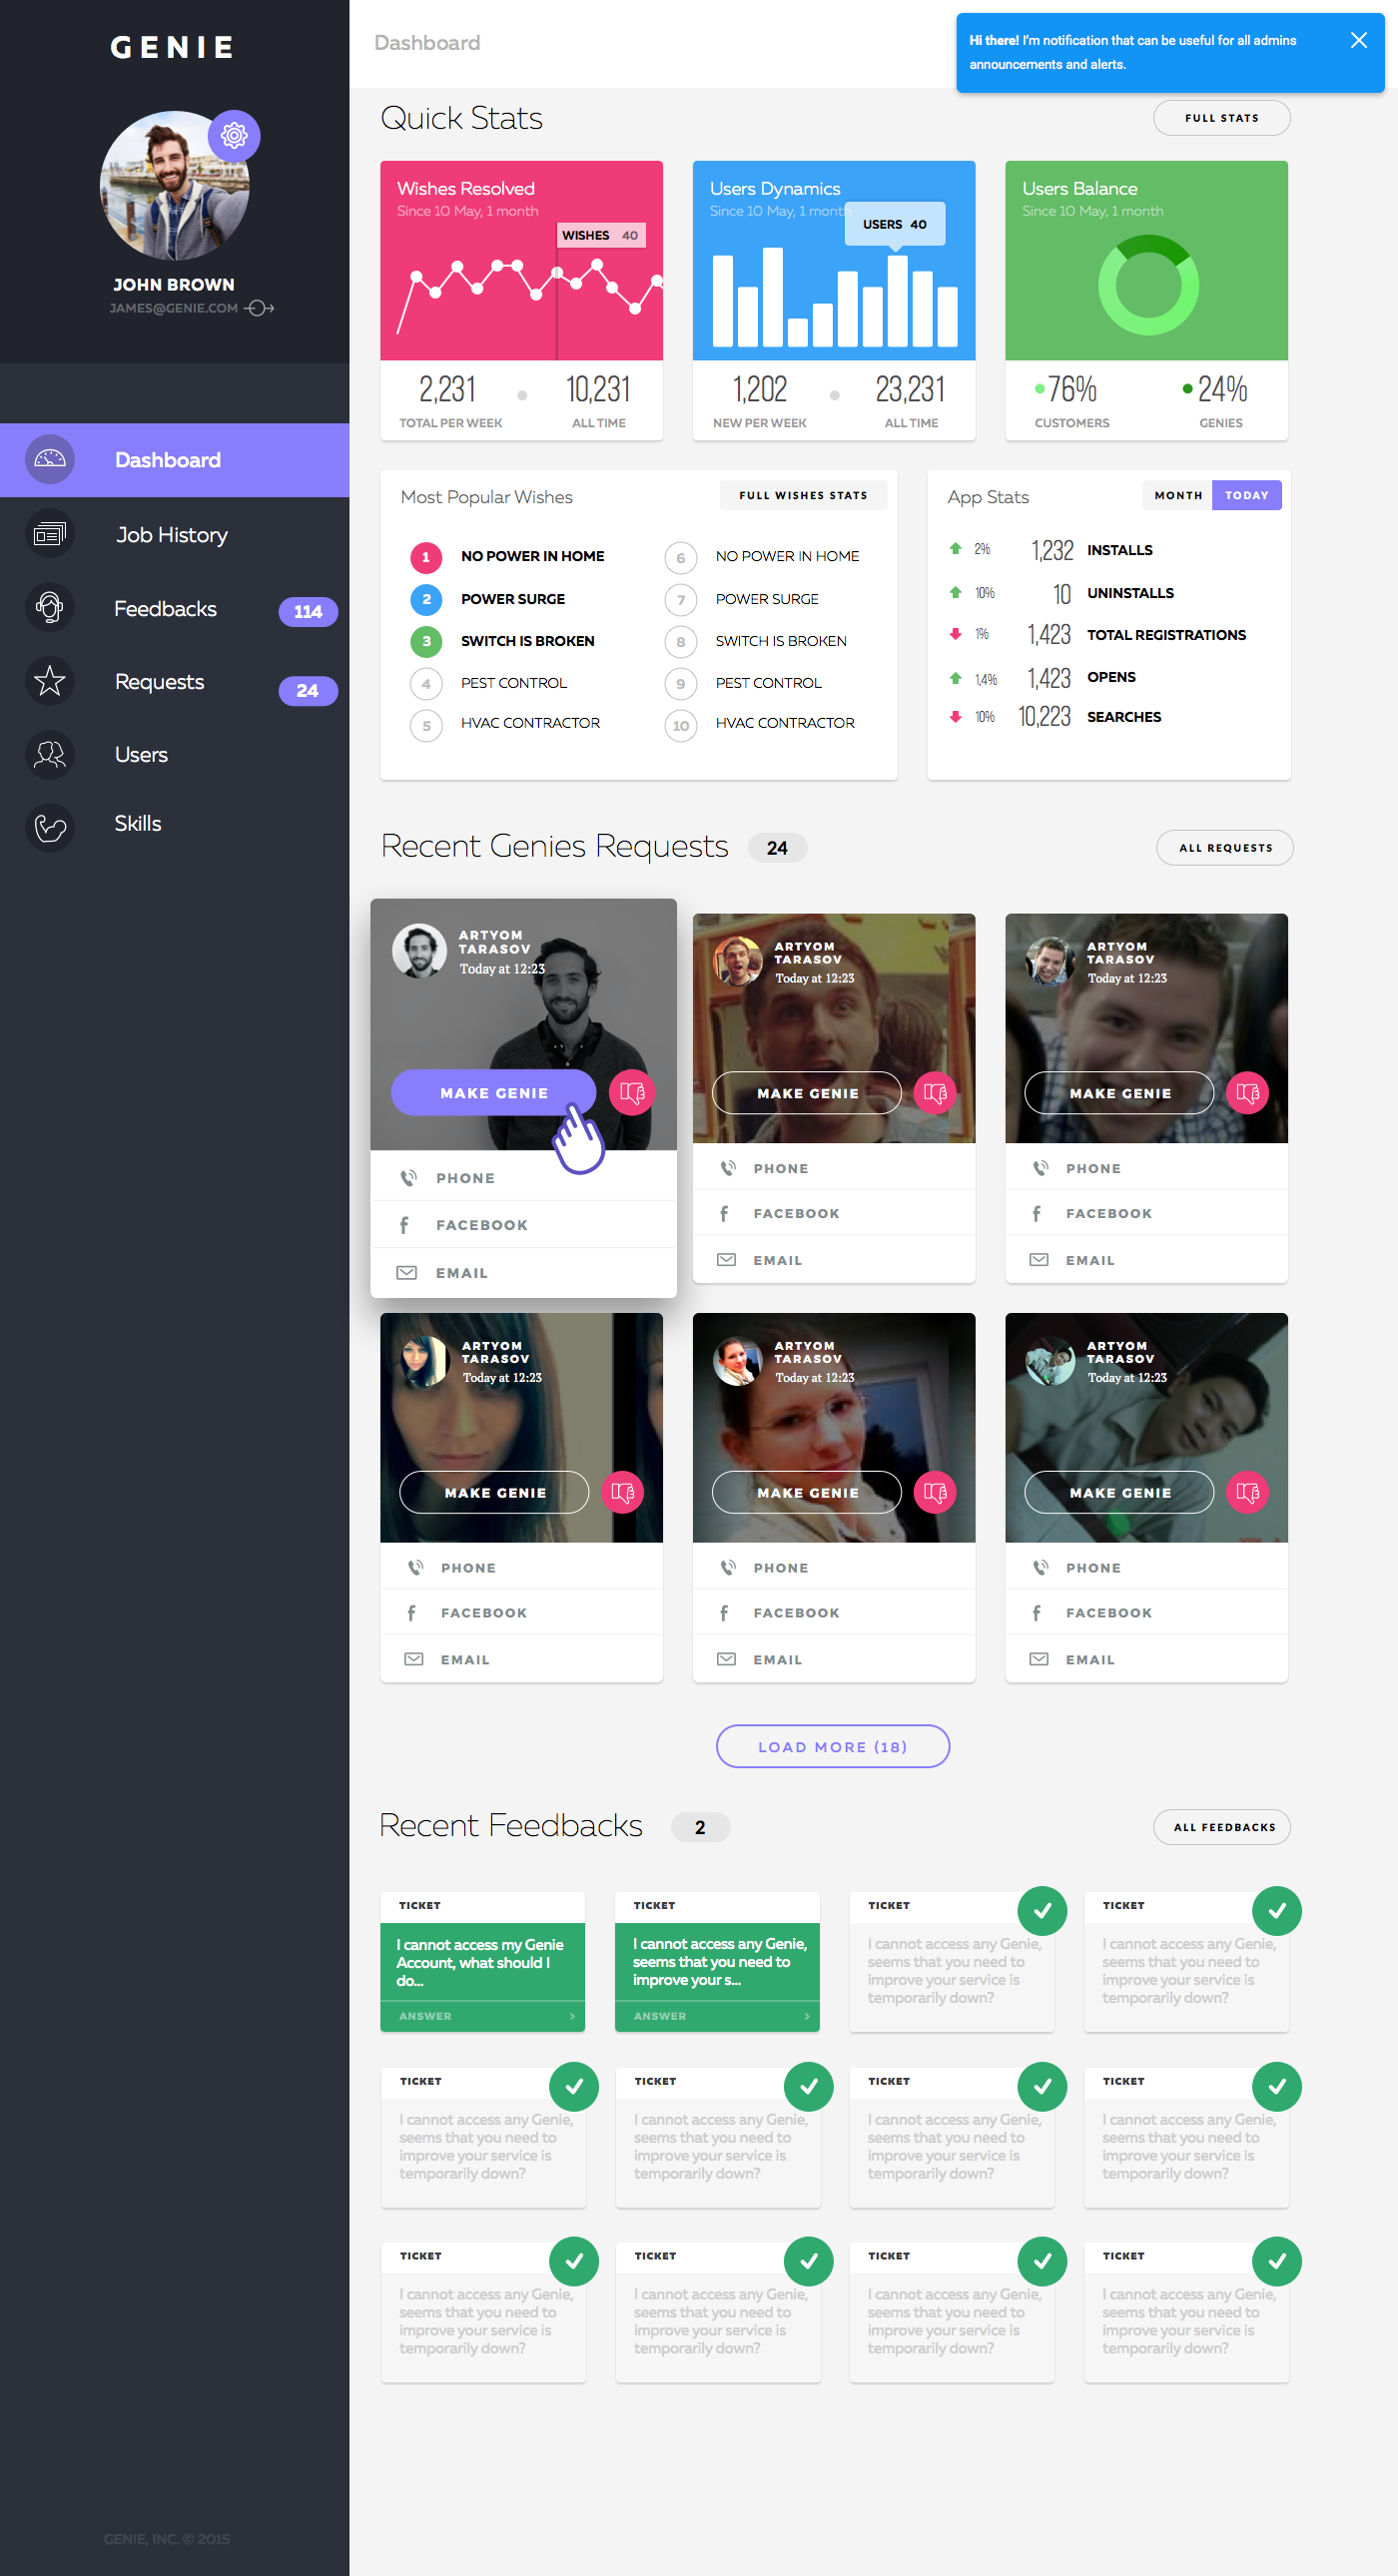 GENIE
JOHN BROWN
JAMES@GENIE.COM
Dashboard
Job History
Feedbacks
114
Requests
24
Users
Skills
GENIE, INC. © 2015
Dashboard
Hi there! I'm notification that can be useful for all admins
announcements and alerts.
Quick Stats
FULL STATS
Wishes Resolved
Since 10 May, 1 month
WISHES 40
2,231
10,231
TOTAL PER WEEK
ALL TIME
Users Dynamics
Since 10 May, 1 month
USERS 40
1,202
23,231
NEW PER WEEK
ALL TIME
Users Balance
Since 10 May, 1 month
76%
24%
CUSTOMERS
GENIES
Most Popular Wishes
FULL WISHES STATS
1 NO POWER IN HOME
2 POWER SURGE
3 SWITCH IS BROKEN
4 PEST CONTROL
5 HVAC CONTRACTOR
6 NO POWER IN HOME
7 POWER SURGE
8 SWITCH IS BROKEN
9 PEST CONTROL
10 HVAC CONTRACTOR
App Stats
MONTH TODAY
2% 1,232 INSTALLS
10% 10 UNINSTALLS
1% 1,423 TOTAL REGISTRATIONS
1,4% 1,423 OPENS
10% 10,223 SEARCHES
Recent Genies Requests 24
ALL REQUESTS
ARTYOM
TARASOV
Today at 12:23
MAKE GENIE
PHONE
FACEBOOK
EMAIL
ARTYOM
TARASOV
Today at 12:23
MAKE GENIE
PHONE
FACEBOOK
EMAIL
ARTYOM
TARASOV
Today at 12:23
MAKE GENIE
PHONE
FACEBOOK
EMAIL
ARTYOM
TARASOV
Today at 12:23
MAKE GENIE
PHONE
FACEBOOK
EMAIL
ARTYOM
TARASOV
Today at 12:23
MAKE GENIE
PHONE
FACEBOOK
EMAIL
ARTYOM
TARASOV
Today at 12:23
MAKE GENIE
PHONE
FACEBOOK
EMAIL
LOAD MORE (18)
Recent Feedbacks 2
ALL FEEDBACKS
TICKET
I cannot access my Genie
Account, what should I
do...
ANSWER
TICKET
I cannot access any Genie,
seems that you need to
improve your s...
ANSWER
TICKET
I cannot access any Genie,
seems that you need to
improve your service is
temporarily down?
TICKET
I cannot access any Genie,
seems that you need to
improve your service is
temporarily down?
TICKET
I cannot access any Genie,
seems that you need to
improve your service is
temporarily down?
TICKET
I cannot access any Genie,
seems that you need to
improve your service is
temporarily down?
TICKET
I cannot access any Genie,
seems that you need to
improve your service is
temporarily down?
TICKET
I cannot access any Genie,
seems that you need to
improve your service is
temporarily down?
TICKET
I cannot access any Genie,
seems that you need to
improve your service is
temporarily down?
TICKET
I cannot access any Genie,
seems that you need to
improve your service is
temporarily down?
TICKET
I cannot access any Genie,
seems that you need to
improve your service is
temporarily down?
TICKET
I cannot access any Genie,
seems that you need to
improve your service is
temporarily down?